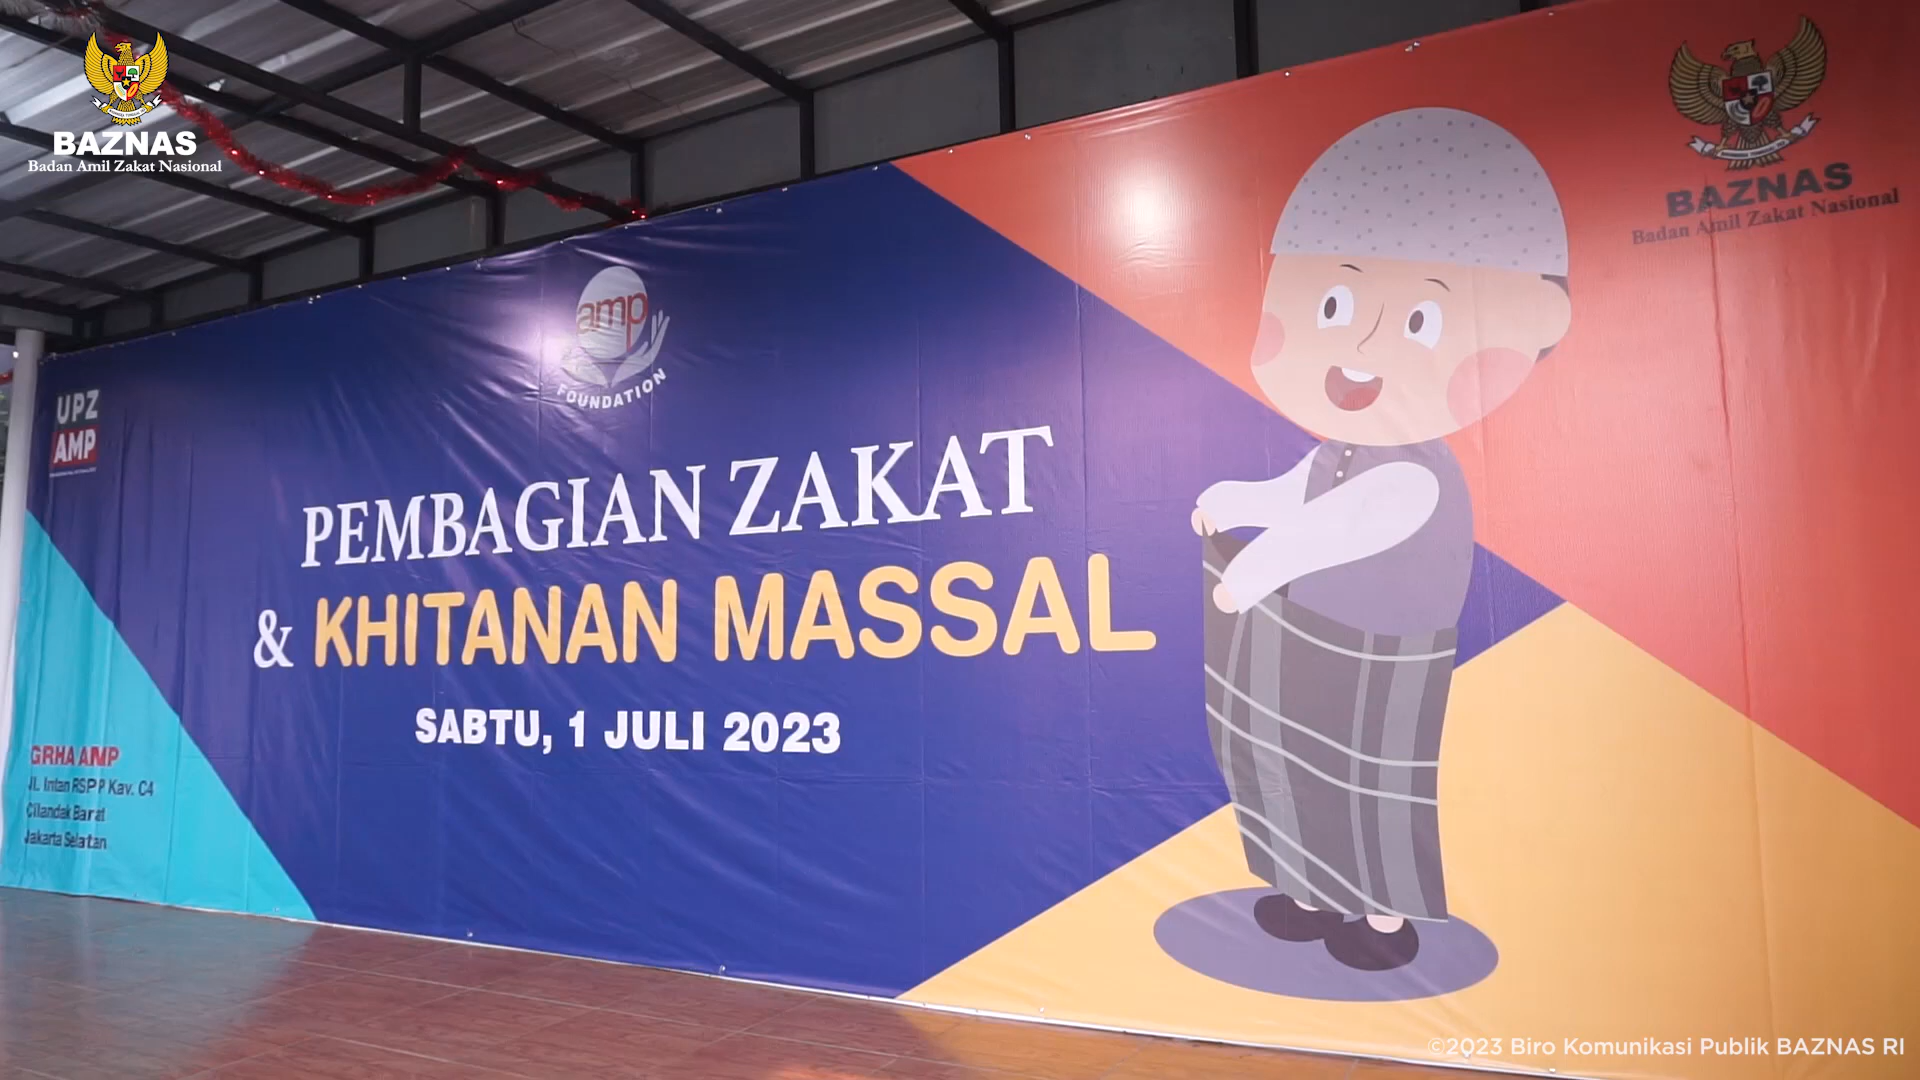 BAZNAS
Badan Amil Zakat Nasional
BAZNAS
Badan Amil Zakat Nasional
amp
FOUNDATION
UPZ
AMP
PEMBAGIAN ZAKAT
& KHITANAN MASSAL
SABTU, 1 JULI 2023
GRHA AMP
Jl. Intan RSPP Kav. C4
Cilandak Barat
Jakarta Selatan
©2023 Biro Komunikasi Publik BAZNAS RI